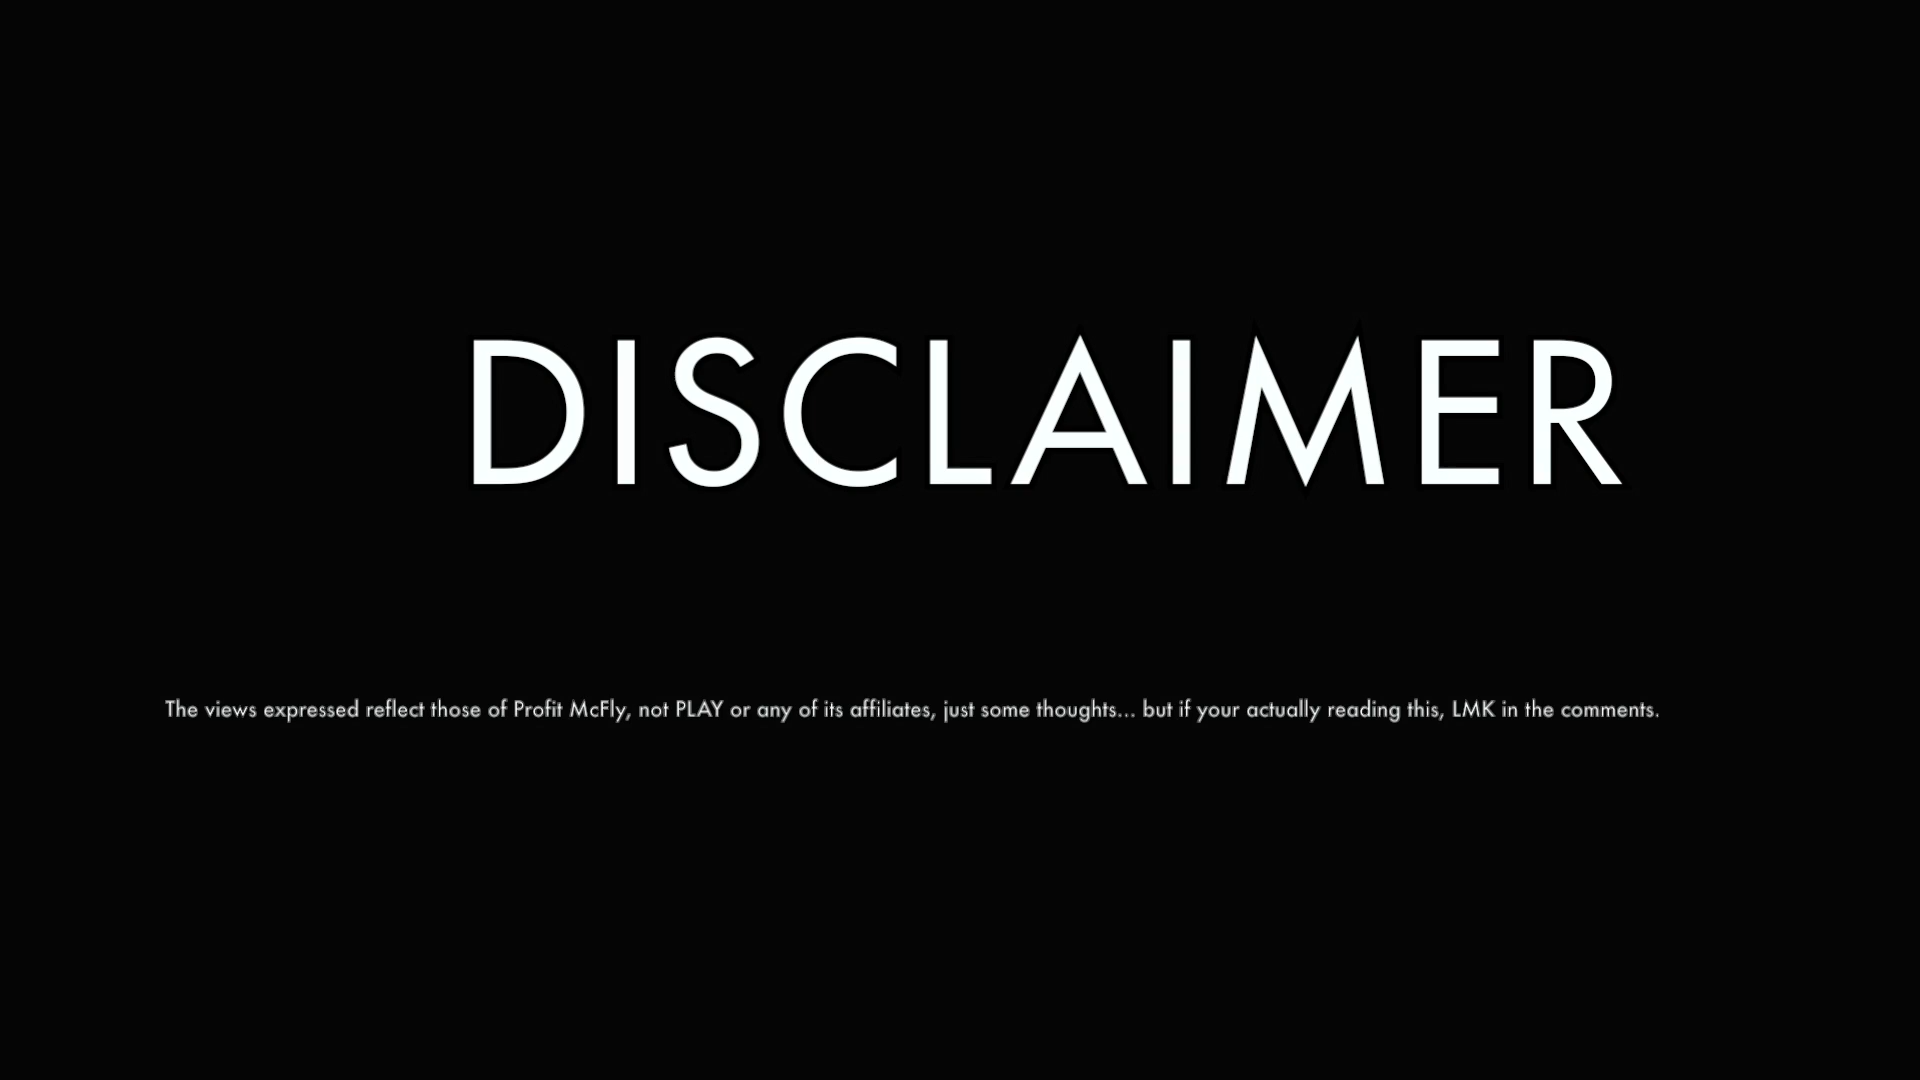 DISCLAIMER
The views expressed reflect those of Profit McFly, not PLAY or any of its affiliates, just some thoughts... but if your actually reading this, LMK in the comments.